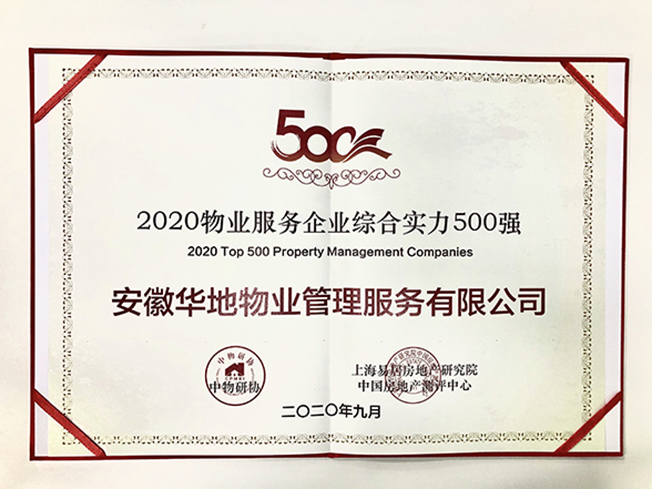 500
2020物业服务企业综合实力500强
2020 Top 500 Property Management Companies
安徽华地物业管理服务有限公司
中物研协
CPMRI
中物研协
上海易居房地产研究院
中国房地产测评中心
二〇二〇年九月